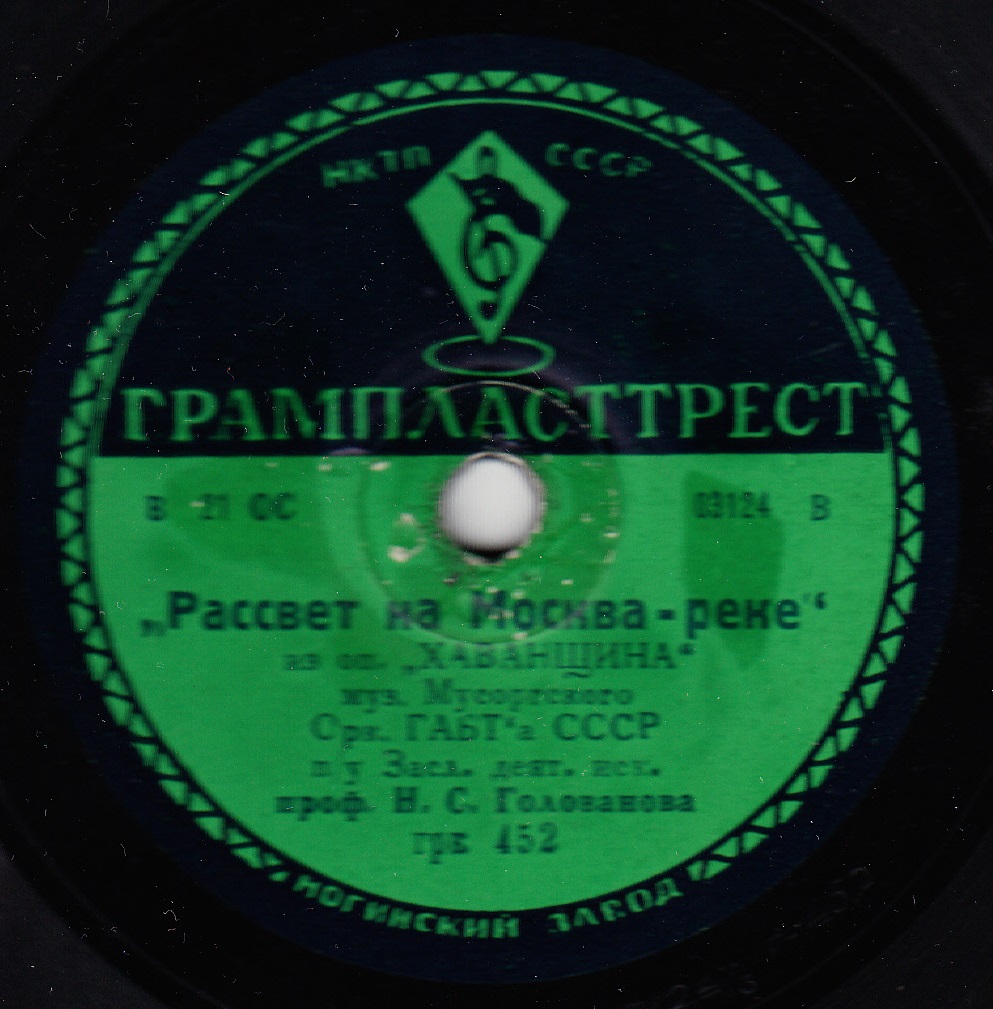 НКТП СССР
ГРАМПЛАСТТРЕСТ
В 21 ОС 03124 В
„Рассвет на Москва-реке“
из оп. „ХАВАНЩИНА“
муз. Мусоргского
Орк. ГАБТ“а СССР
п/у Засл. деят. иск.
проф. Н. С. Голованова
грк 452
НОГИНСКИЙ ЗАВОД